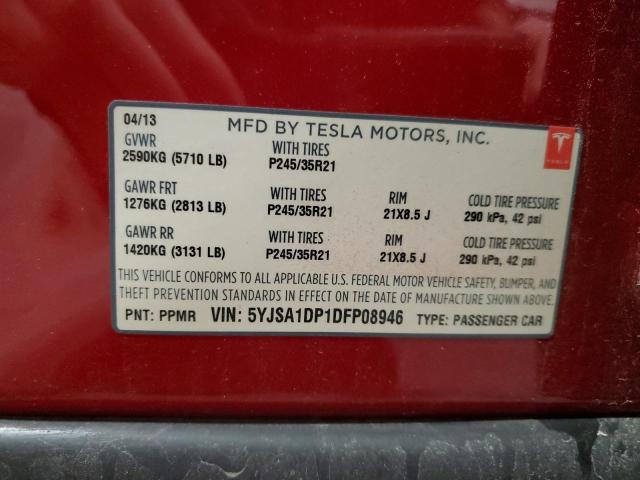 04/13
MFD BY TESLA MOTORS, INC.
TESLA
GVWR WITH TIRES
2590KG (5710 LB) P245/35R21
GAWR FRT WITH TIRES RIM COLD TIRE PRESSURE
1276KG (2813 LB) P245/35R21 21X8.5 J 290 kPa, 42 psi
GAWR RR WITH TIRES RIM COLD TIRE PRESSURE
1420KG (3131 LB) P245/35R21 21X8.5 J 290 kPa, 42 psi
THIS VEHICLE CONFORMS TO ALL APPLICABLE U.S. FEDERAL MOTOR VEHICLE SAFETY, BUMPER, AND
THEFT PREVENTION STANDARDS IN EFFECT ON THE DATE OF MANUFACTURE SHOWN ABOVE.
PNT: PPMR VIN: 5YJSA1DP1DFP08946 TYPE: PASSENGER CAR